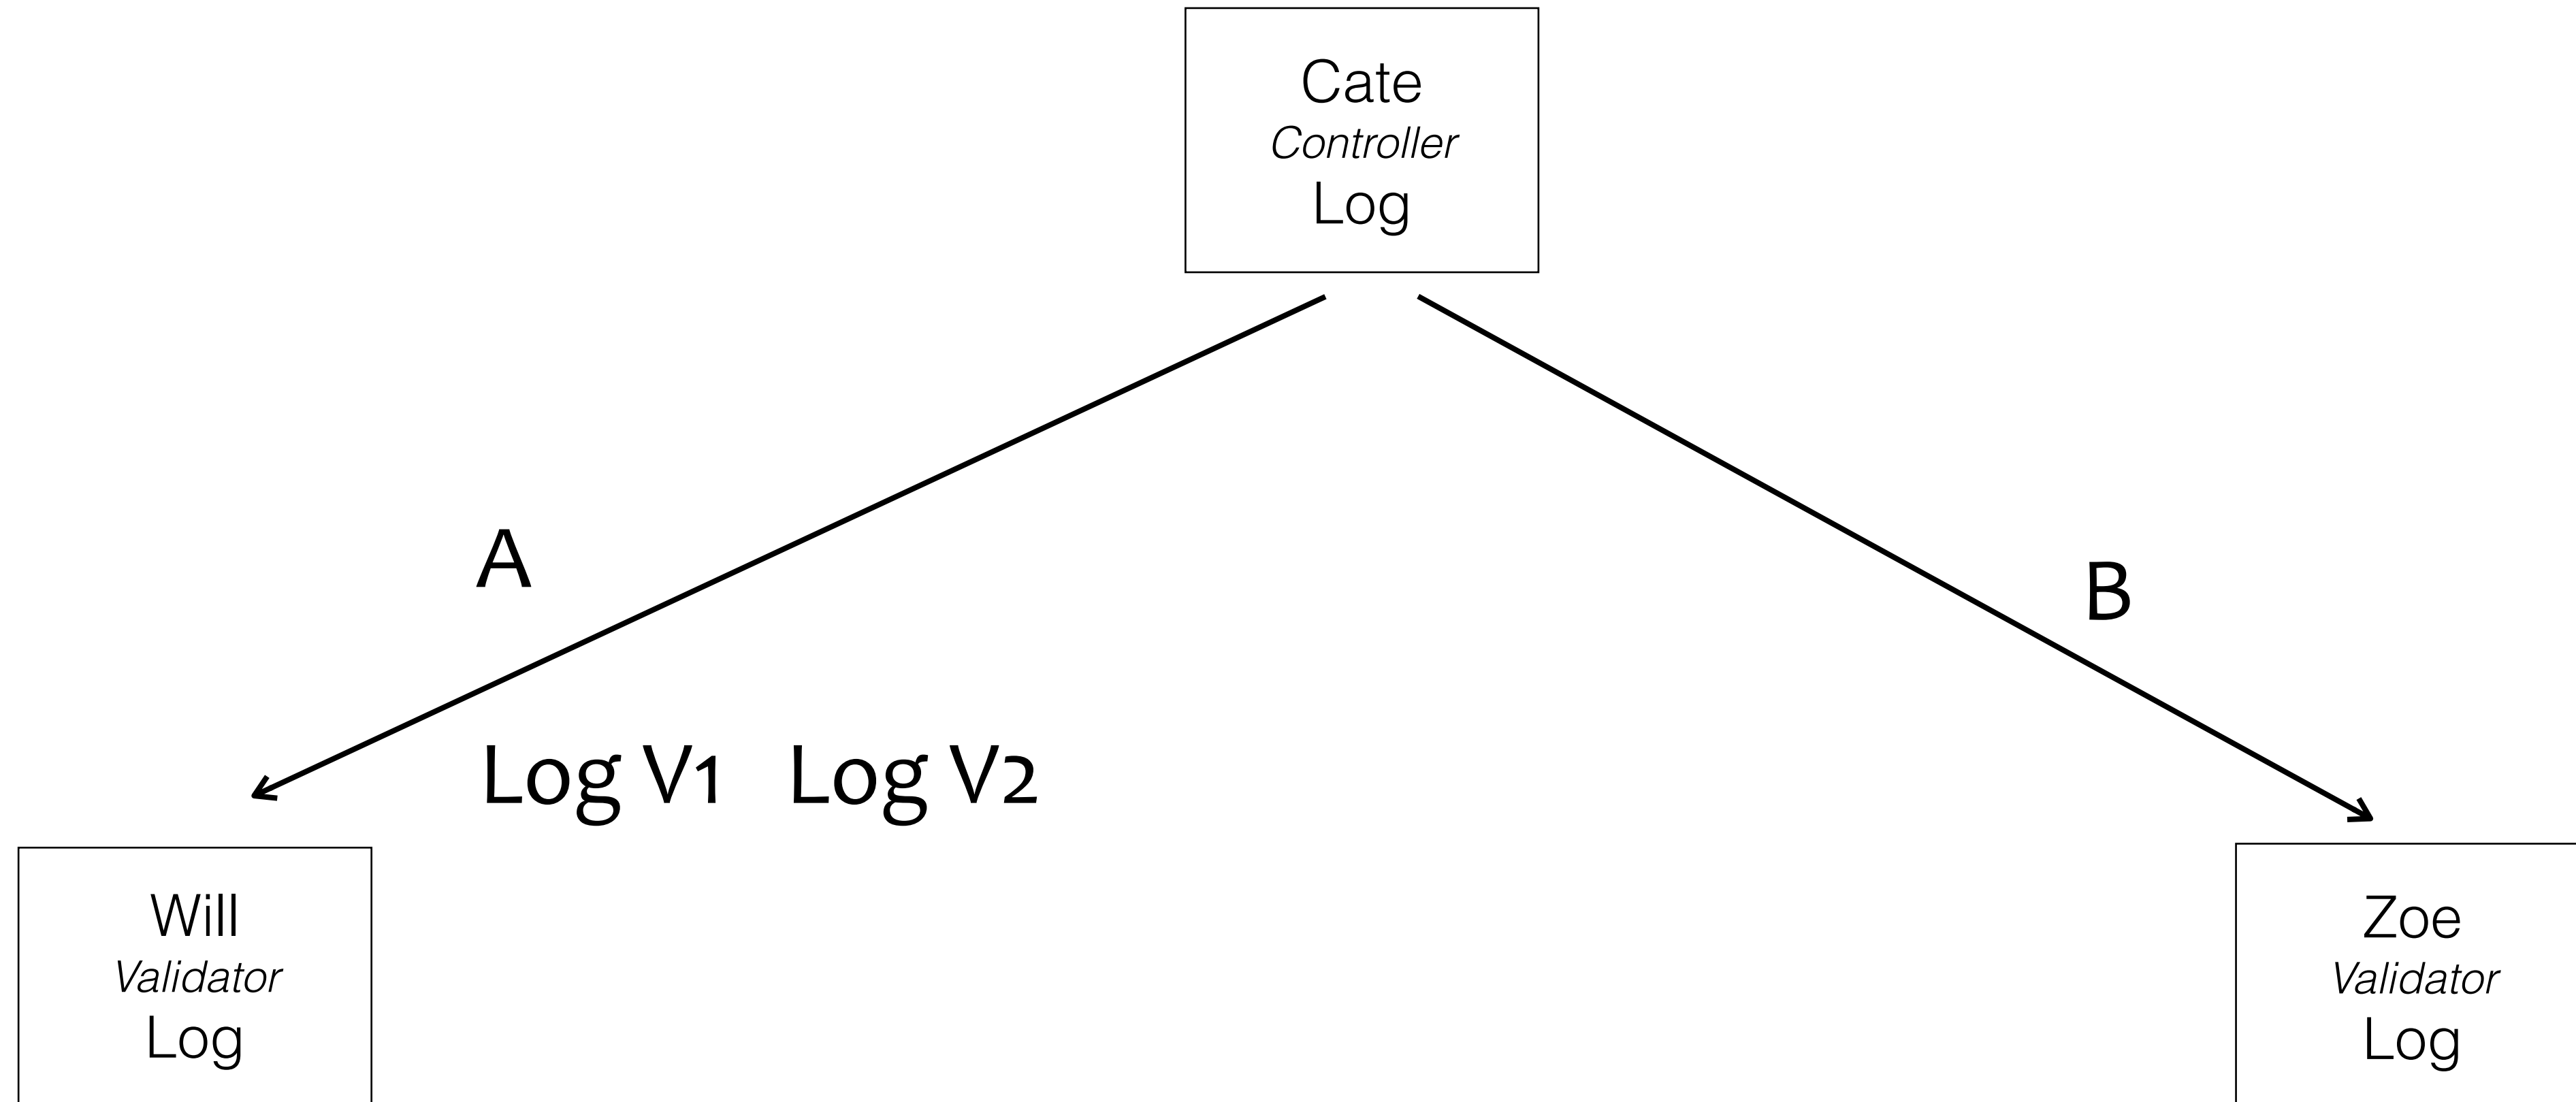 Cate
Controller
Log
A
B
Log V1 Log V2
Will
Validator
Log
Zoe
Validator
Log